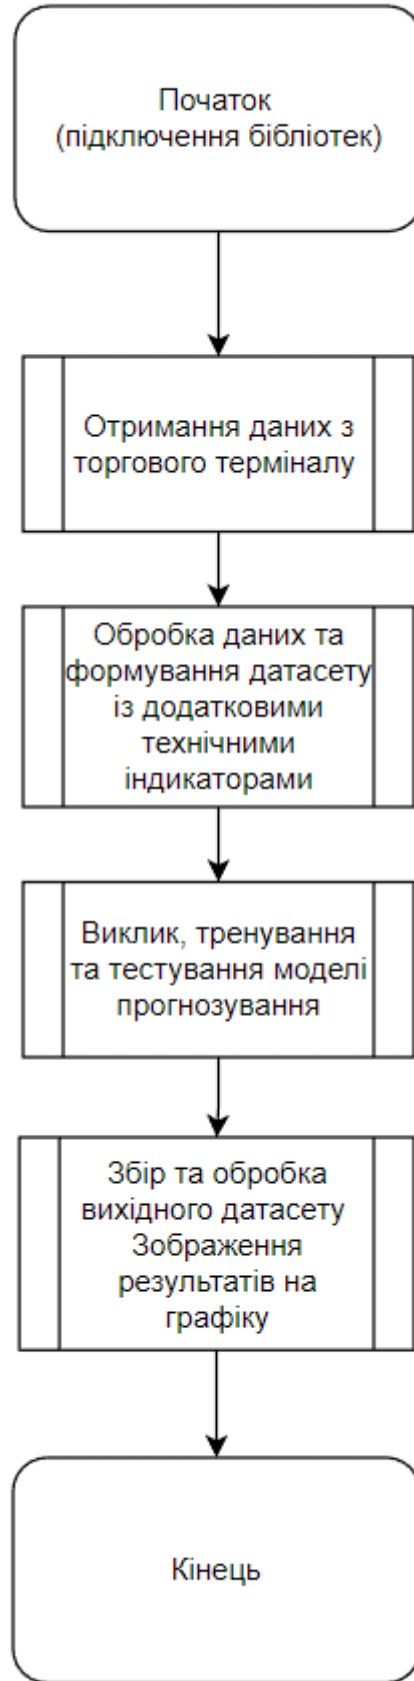 Початок
(підключення бібліотек)
Отримання даних з
торгового терміналу
Обробка даних та
формування датасету
із додатковими
технічними
індикаторами
Виклик, тренування
та тестування моделі
прогнозування
Збір та обробка
вихідного датасету
Зображення
результатів на
графіку
Кінець